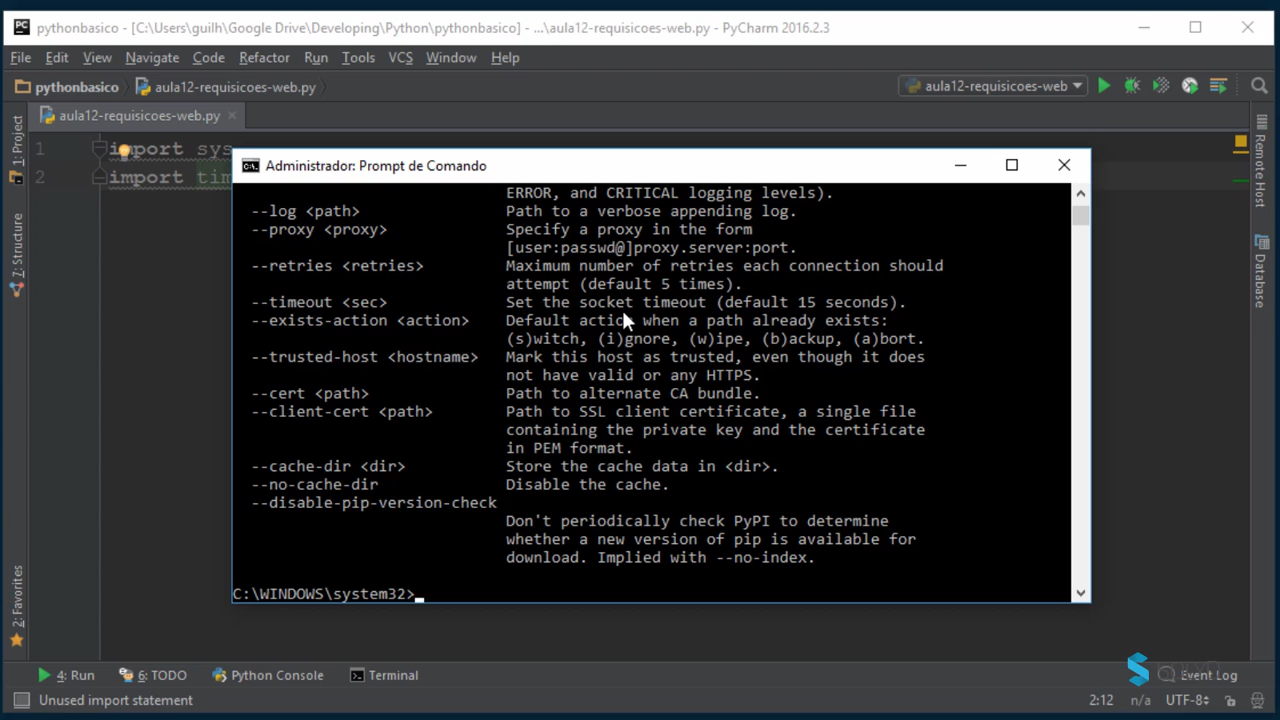 pythonbasico - [C:\Users\guilh\Google Drive\Developing\Python\pythonbasico] - ...\aula12-requisicoes-web.py - PyCharm 2016.2.3
File Edit View Navigate Code Refactor Run Tools VCS Window Help
pythonbasico aula12-requisicoes-web.py aula12-requisicoes-web
aula12-requisicoes-web.py
1: Project
7: Structure
2: Favorites
1 import sys
2 import tim
Administrador: Prompt de Comando
ERROR, and CRITICAL logging levels).
--log <path> Path to a verbose appending log.
--proxy <proxy> Specify a proxy in the form
[user:passwd@]proxy.server:port.
--retries <retries> Maximum number of retries each connection should
attempt (default 5 times).
--timeout <sec> Set the socket timeout (default 15 seconds).
--exists-action <action> Default action when a path already exists:
(s)witch, (i)gnore, (w)ipe, (b)ackup, (a)bort.
--trusted-host <hostname> Mark this host as trusted, even though it does
not have valid or any HTTPS.
--cert <path> Path to alternate CA bundle.
--client-cert <path> Path to SSL client certificate, a single file
containing the private key and the certificate
in PEM format.
--cache-dir <dir> Store the cache data in <dir>.
--no-cache-dir Disable the cache.
--disable-pip-version-check
Don't periodically check PyPI to determine
whether a new version of pip is available for
download. Implied with --no-index.
C:\WINDOWS\system32>
Remote Host
Database
4: Run 6: TODO Python Console Terminal Event Log
Unused import statement 2:12 n/a UTF-8